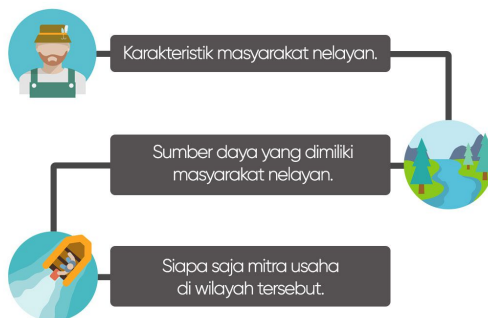 Karakteristik masyarakat nelayan.
Sumber daya yang dimiliki
masyarakat nelayan.
Siapa saja mitra usaha
di wilayah tersebut.